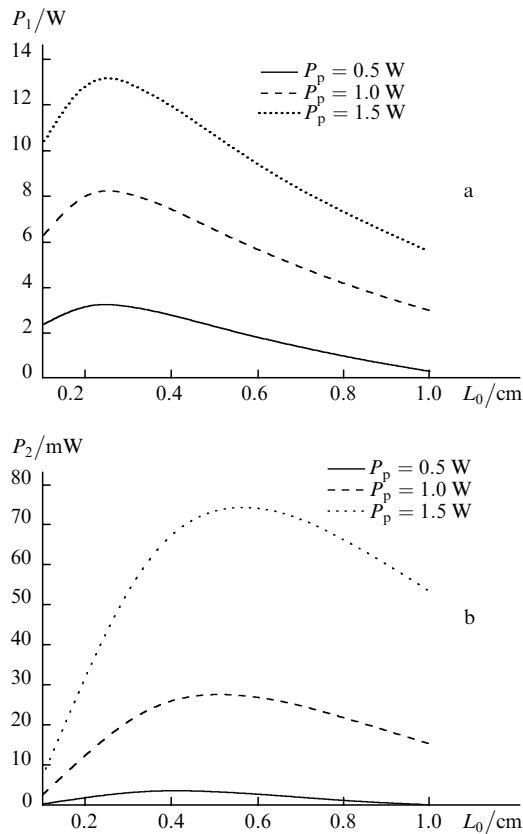 P₁/W
14
12
10
8
6
4
2
0
Pₚ = 0.5 W
Pₚ = 1.0 W
Pₚ = 1.5 W
a
0.2 0.4 0.6 0.8 1.0 L₀/cm
P₂/mW
80
70
60
50
40
30
20
10
0
Pₚ = 0.5 W
Pₚ = 1.0 W
Pₚ = 1.5 W
b
0.2 0.4 0.6 0.8 1.0 L₀/cm